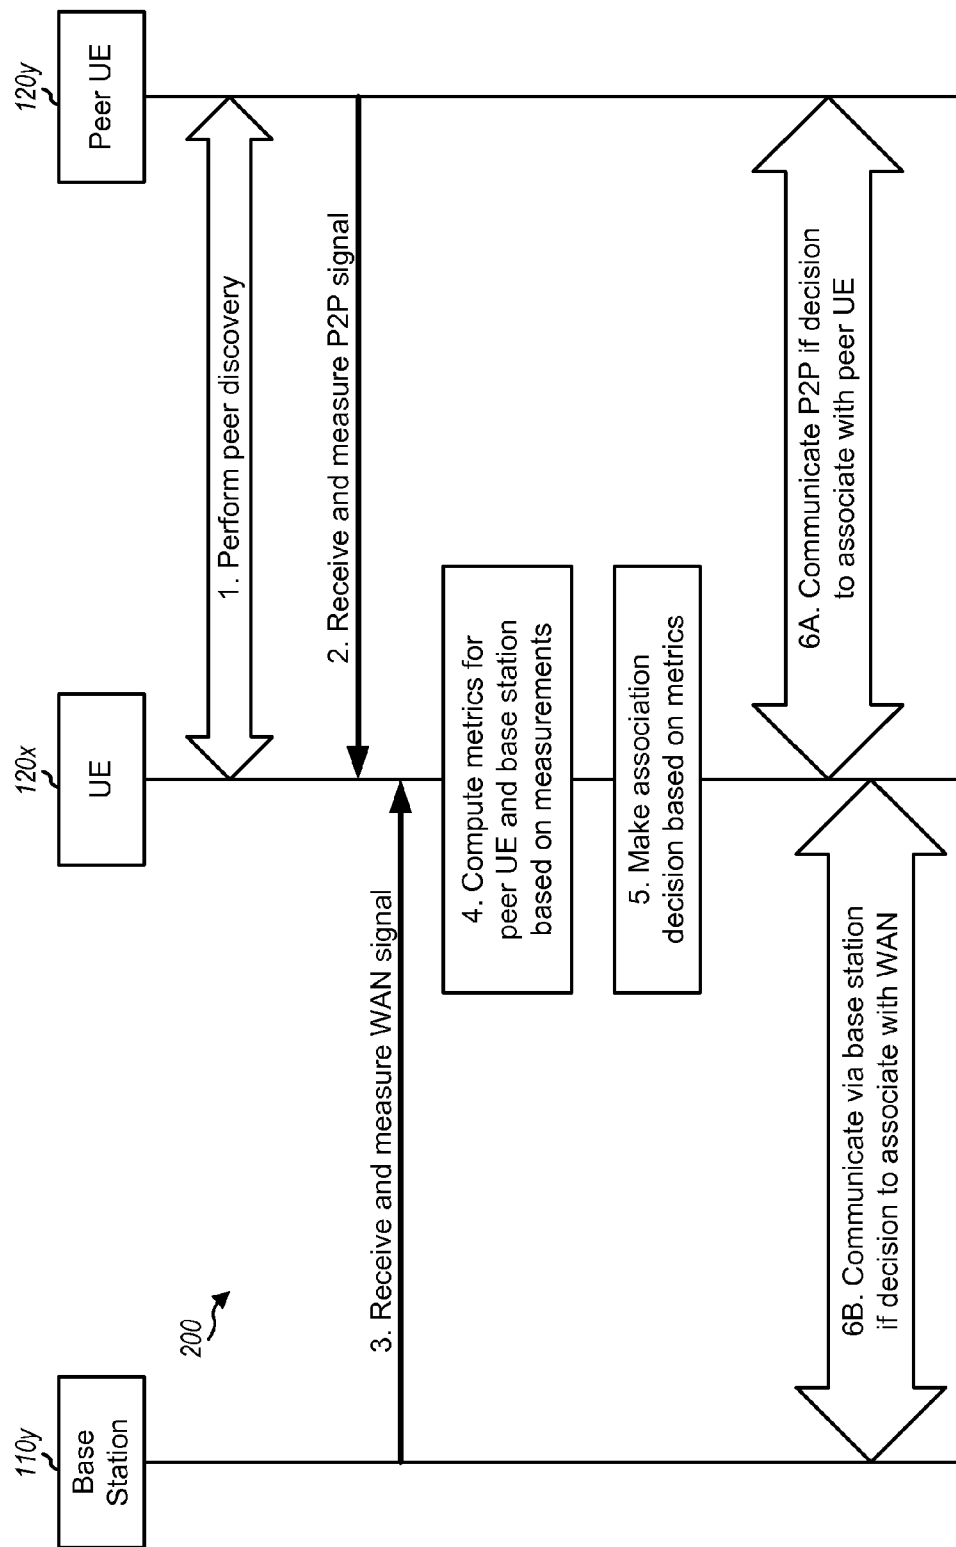 110y
120x
120y
Base
Station
UE
Peer UE
200
1. Perform peer discovery
2. Receive and measure P2P signal
3. Receive and measure WAN signal
4. Compute metrics for
peer UE and base station
based on measurements
5. Make association
decision based on metrics
6A. Communicate P2P if decision
to associate with peer UE
6B. Communicate via base station
if decision to associate with WAN